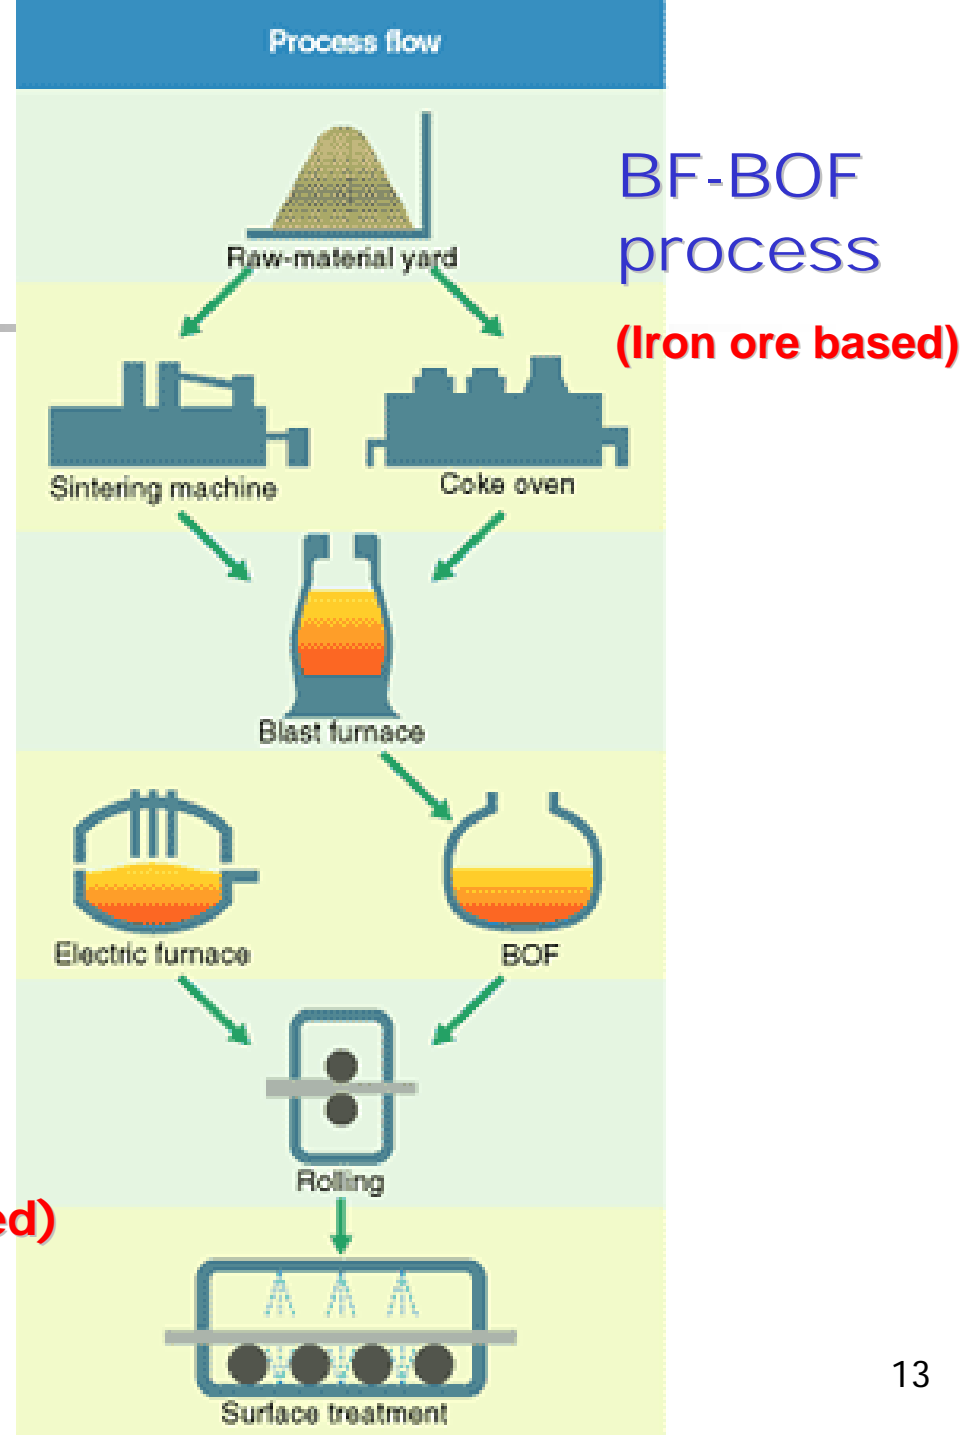 Process flow
Raw-material yard
BF-BOF
process
(Iron ore based)
Sintering machine
Coke oven
Blast furnace
Electric furnace
BOF
Rolling
ed)
Surface treatment
13